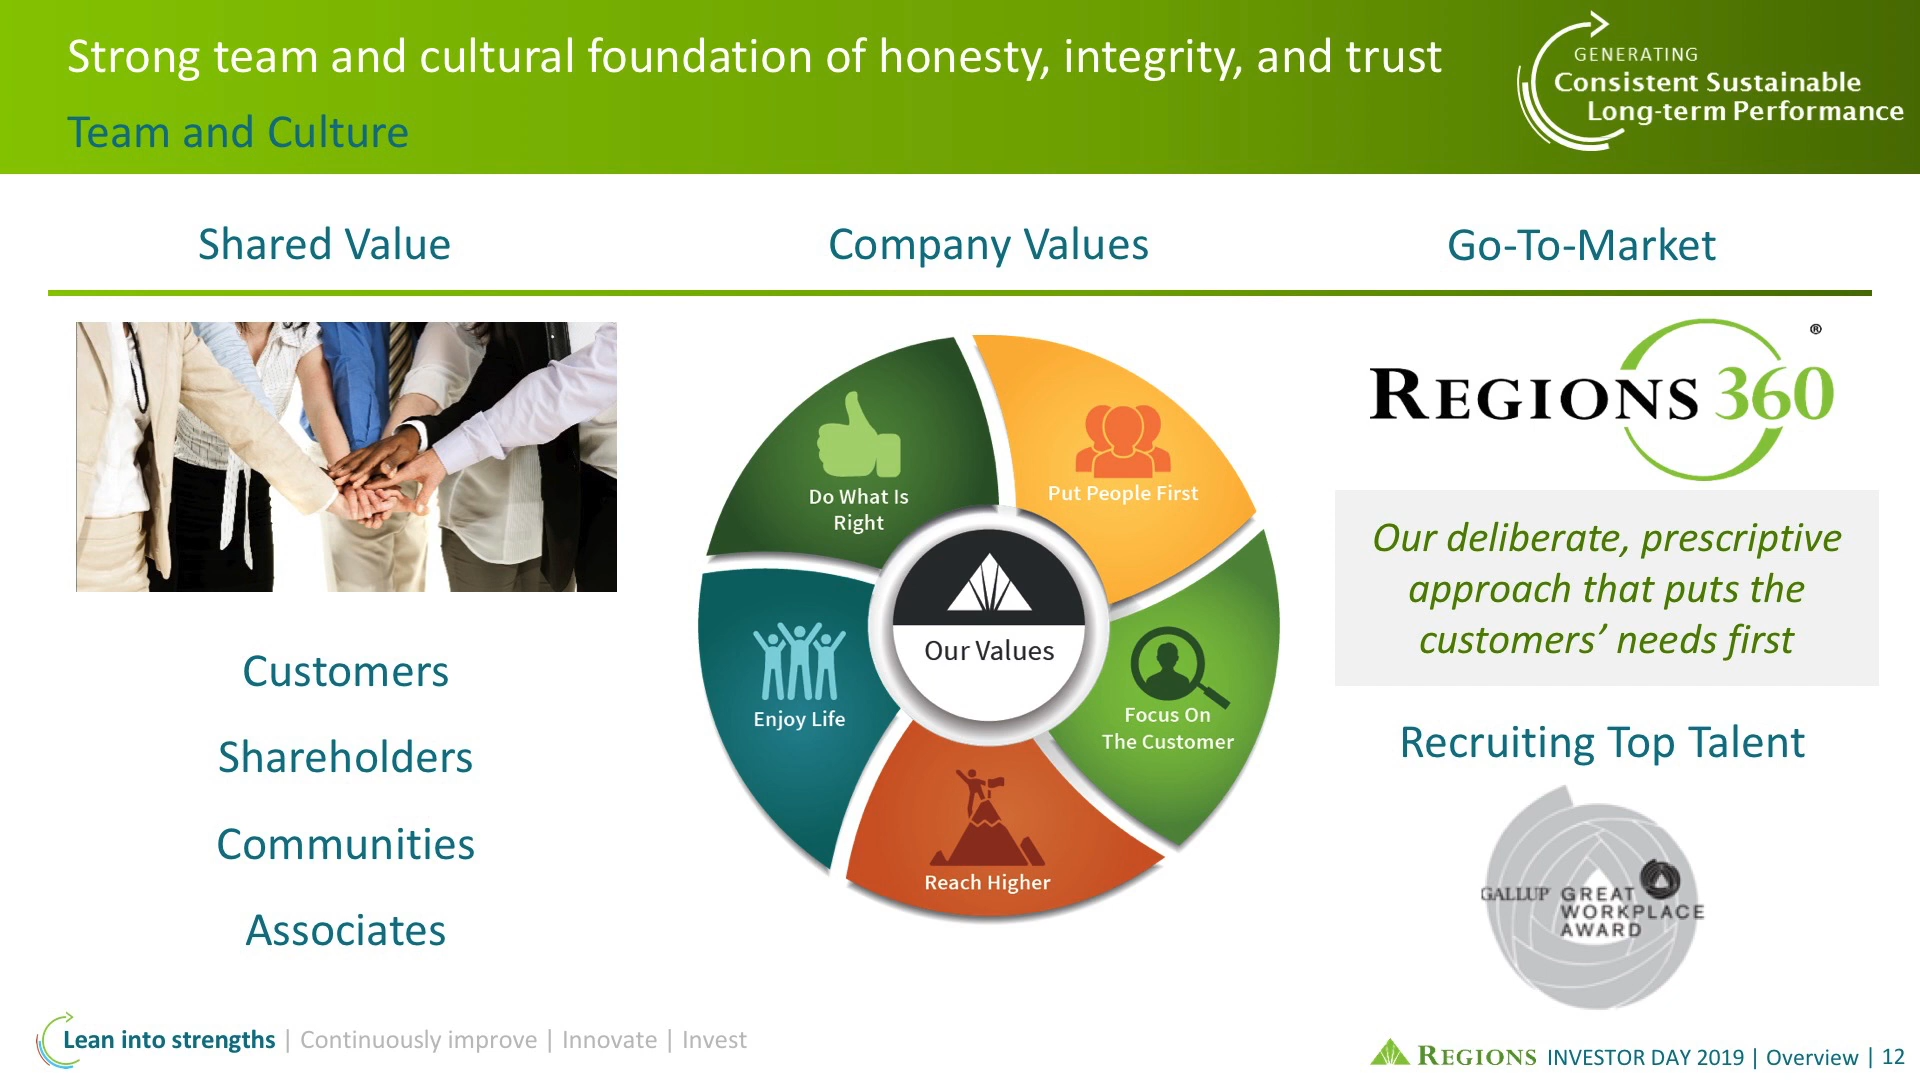 Strong team and cultural foundation of honesty, integrity, and trust
Team and Culture
GENERATING
Consistent Sustainable
Long-term Performance
Shared Value
Company Values
Go-To-Market
Customers
Shareholders
Communities
Associates
Do What Is
Right
Put People First
Enjoy Life
Our Values
Focus On
The Customer
Reach Higher
REGIONS 360®
Our deliberate, prescriptive
approach that puts the
customers’ needs first
Recruiting Top Talent
GALLUP® GREAT
WORKPLACE
AWARD
Lean into strengths | Continuously improve | Innovate | Invest
REGIONS INVESTOR DAY 2019 | Overview | 12